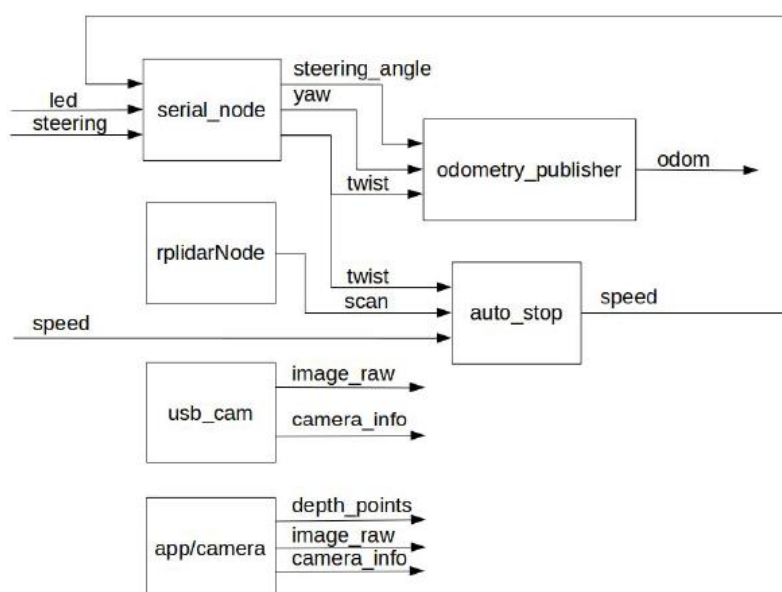 steering_angle
led
serial_node
yaw
steering
odometry_publisher
odom
twist
rplidarNode
twist
scan
auto_stop
speed
speed
image_raw
usb_cam
camera_info
depth_points
image_raw
app/camera
camera_info